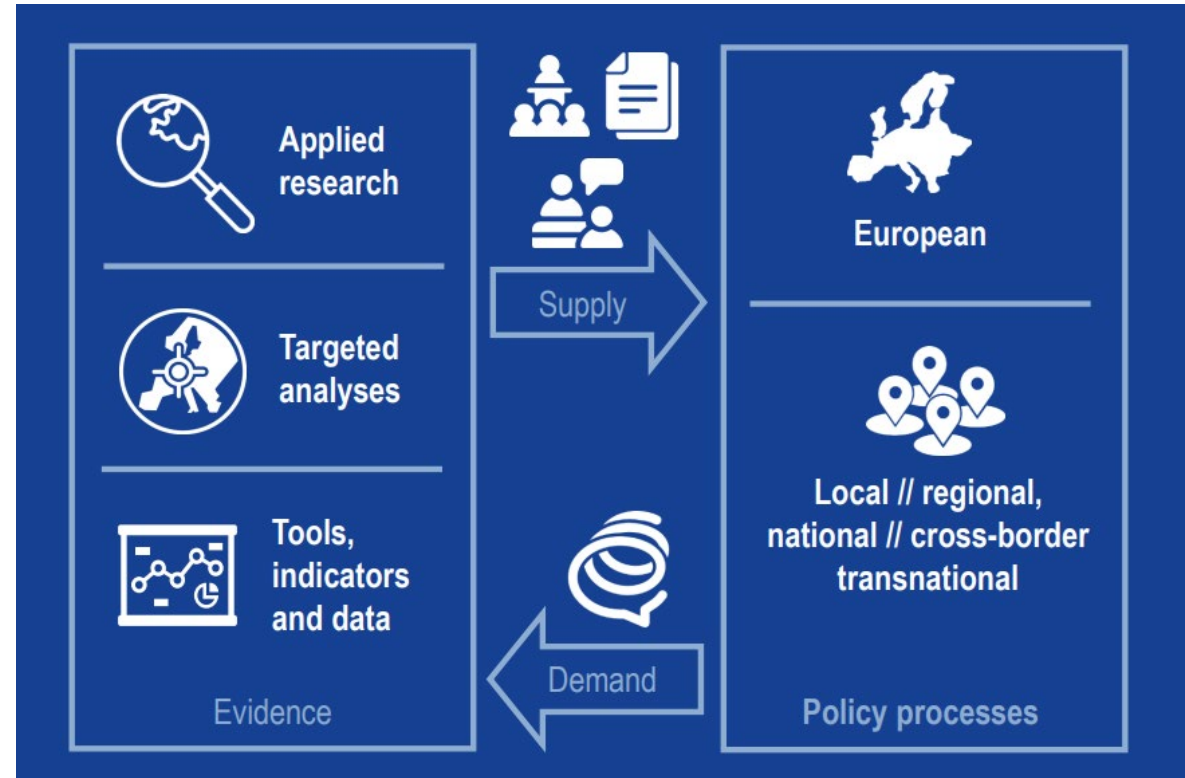 Applied
research
Targeted
analyses
Tools,
indicators
and data
Evidence
Supply
Demand
European
Local // regional,
national // cross-border
transnational
Policy processes